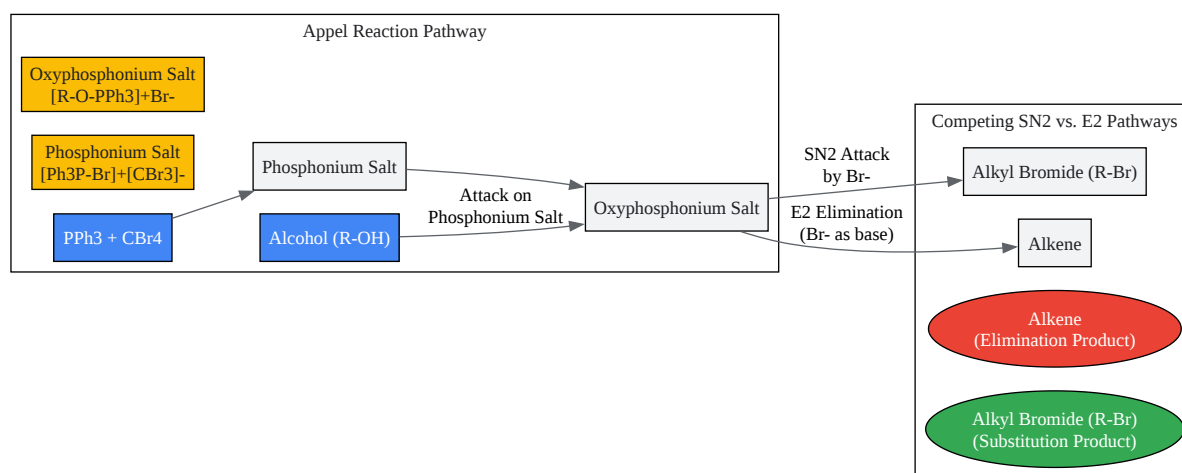 Appel Reaction Pathway
Oxyphosphonium Salt
[R-O-PPh3]+Br-
Phosphonium Salt
[Ph3P-Br]+[CBr3]-
PPh3 + CBr4
Phosphonium Salt
Alcohol (R-OH)
Attack on
Phosphonium Salt
Oxyphosphonium Salt
SN2 Attack
by Br-
E2 Elimination
(Br- as base)
Competing SN2 vs. E2 Pathways
Alkyl Bromide (R-Br)
Alkene
Alkene
(Elimination Product)
Alkyl Bromide (R-Br)
(Substitution Product)